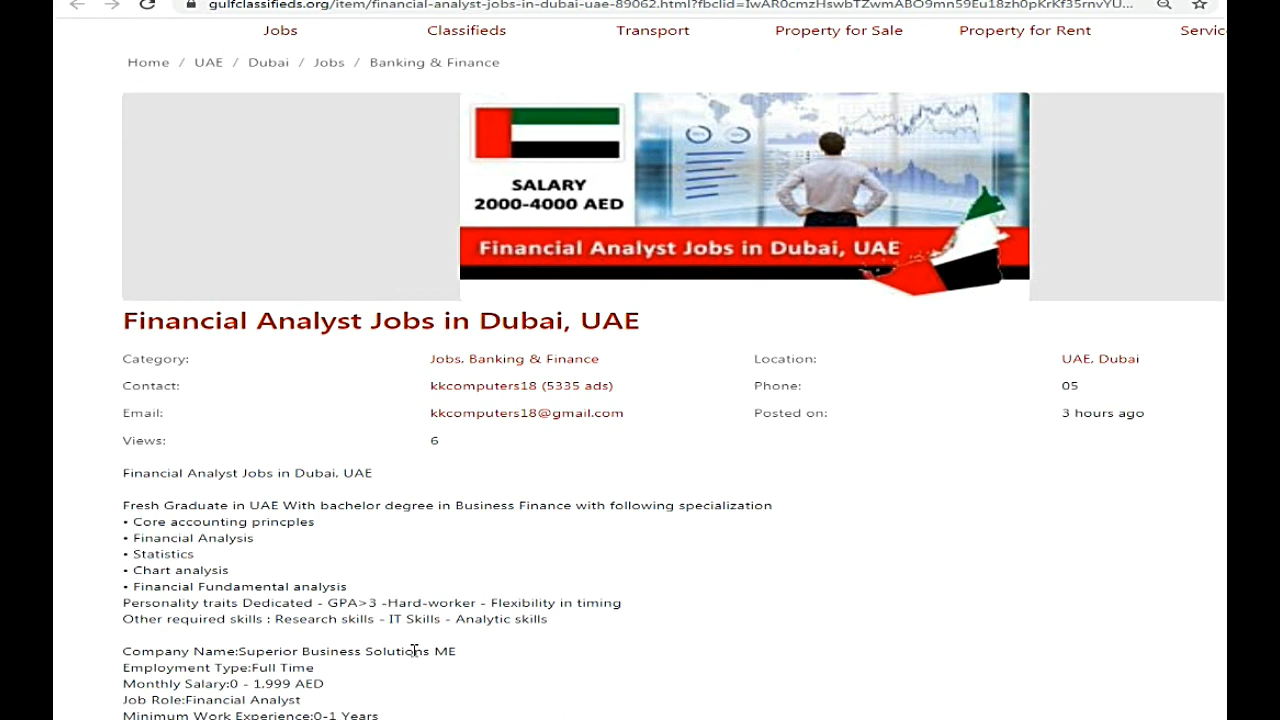 gulfclassifieds.org/item/financial-analyst-jobs-in-dubai-uae-89062.html?fbclid=
Jobs Classifieds Transport Property for Sale Property for Rent Servic
Home / UAE / Dubai / Jobs / Banking & Finance
SALARY
2000-4000 AED
Financial Analyst Jobs in Dubai, UAE
Financial Analyst Jobs in Dubai, UAE
Category: Jobs, Banking & Finance Location: UAE, Dubai
Contact: kkcomputers18 (5335 ads) Phone: 05
Email: kkcomputers18@gmail.com Posted on: 3 hours ago
Views: 6
Financial Analyst Jobs in Dubai, UAE
Fresh Graduate in UAE With bachelor degree in Business Finance with following specialization
• Core accounting princples
• Financial Analysis
• Statistics
• Chart analysis
• Financial Fundamental analysis
Personality traits Dedicated - GPA>3 -Hard-worker - Flexibility in timing
Other required skills : Research skills - IT Skills - Analytic skills
Company Name:Superior Business Solutions ME
Employment Type:Full Time
Monthly Salary:0 - 1,999 AED
Job Role:Financial Analyst
Minimum Work Experience:0-1 Years